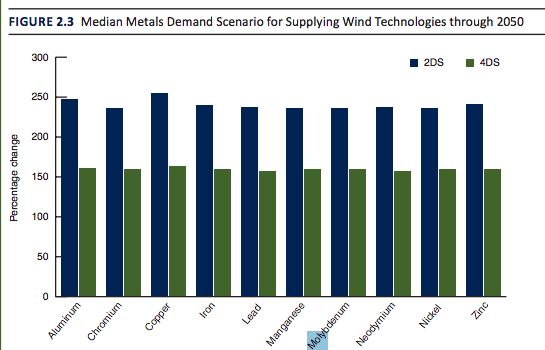 FIGURE 2.3 Median Metals Demand Scenario for Supplying Wind Technologies through 2050
2DS 4DS
Percentage change
300
250
200
150
100
50
0
Aluminum
Chromium
Copper
Iron
Lead
Manganese
Molybdenum
Neodymium
Nickel
Zinc